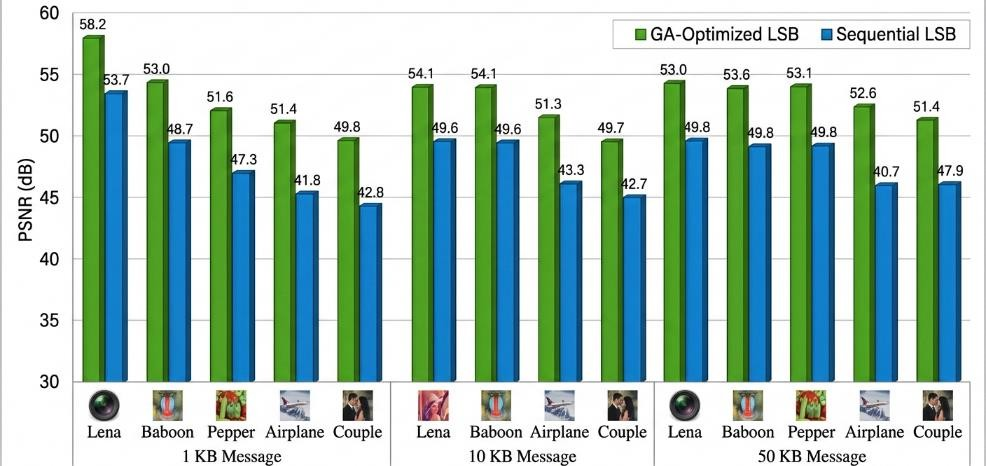 60
58.2
GA-Optimized LSB Sequential LSB
55
53.7 53.0 54.1 54.1 53.0 53.6 53.1
51.6 51.4 51.3 52.6 51.4
50
48.7 49.8 49.6 49.6 49.7 49.8 49.8 49.8
47.3 47.9
45
41.8 42.8 43.3 42.7 40.7
40
35
30
PSNR (dB)
Lena Baboon Pepper Airplane Couple Lena Baboon Airplane Couple Lena Baboon Pepper Airplane Couple
1 KB Message 10 KB Message 50 KB Message